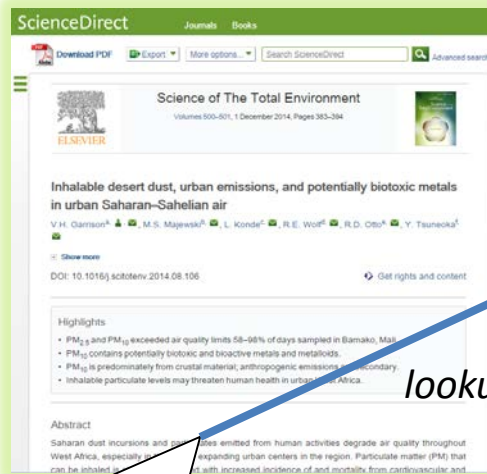 ScienceDirect Journals Books
PDF Download PDF Export More options... Search ScienceDirect Advanced search
Science of The Total Environment
Volumes 500–501, 1 December 2014, Pages 383–394
ELSEVIER
Inhalable desert dust, urban emissions, and potentially biotoxic metals
in urban Saharan–Sahelian air
V.H. Garrison, M.S. Majewski, L. Konde, R.E. Wolf, R.D. Otto, Y. Tsuneoka
Show more
DOI: 10.1016/j.scitotenv.2014.08.106 Get rights and content
Highlights
• PM2.5 and PM10 exceeded air quality limits 58–98% of days sampled in Bamako, Mali.
• PM10 contains potentially biotoxic and bioactive metals and metalloids.
• PM10 is predominately from crustal material; anthropogenic emissions secondary.
• Inhalable particulate levels may threaten human health in urban Africa.
looku
Abstract
Saharan dust incursions and emitted from human activities degrade air quality throughout
West Africa, especially expanding urban centers in the region. Particulate matter (PM) that
can be inhaled with increased incidence of and mortality from cardiovascular and